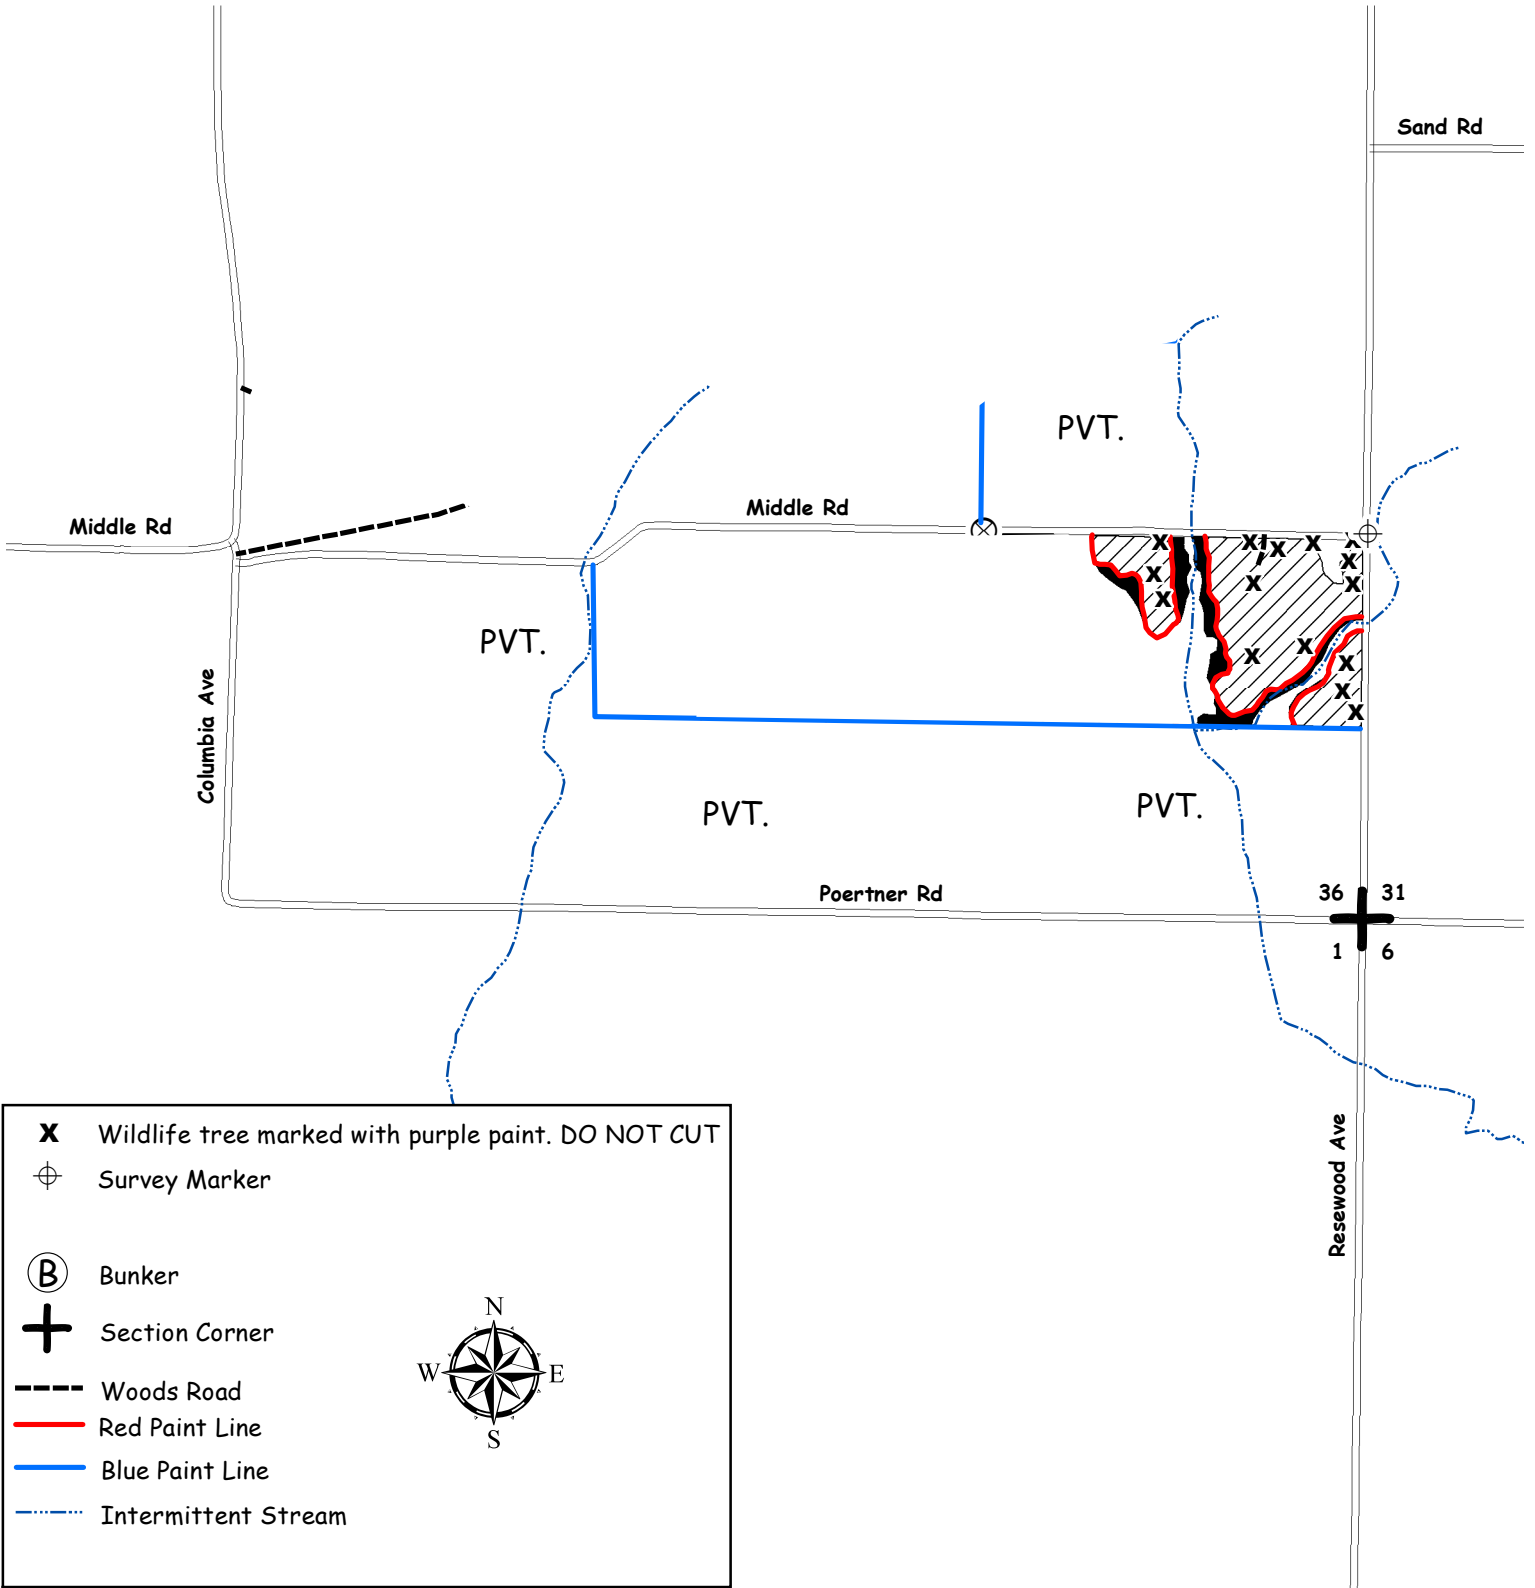 Sand Rd
PVT.
Middle Rd
Middle Rd
PVT.
Columbia Ave
PVT.
PVT.
Poertner Rd
36 31
1 6
Resewood Ave
X Wildlife tree marked with purple paint. DO NOT CUT
Survey Marker
B Bunker
Section Corner
Woods Road
Red Paint Line
Blue Paint Line
Intermittent Stream
N
W E
S